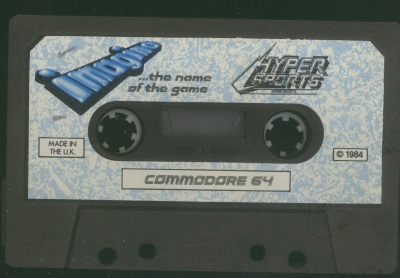 imagine
...the name
of the game
HYPER
SPORTS
MADE IN
THE U.K.
© 1984
COMMODORE 64